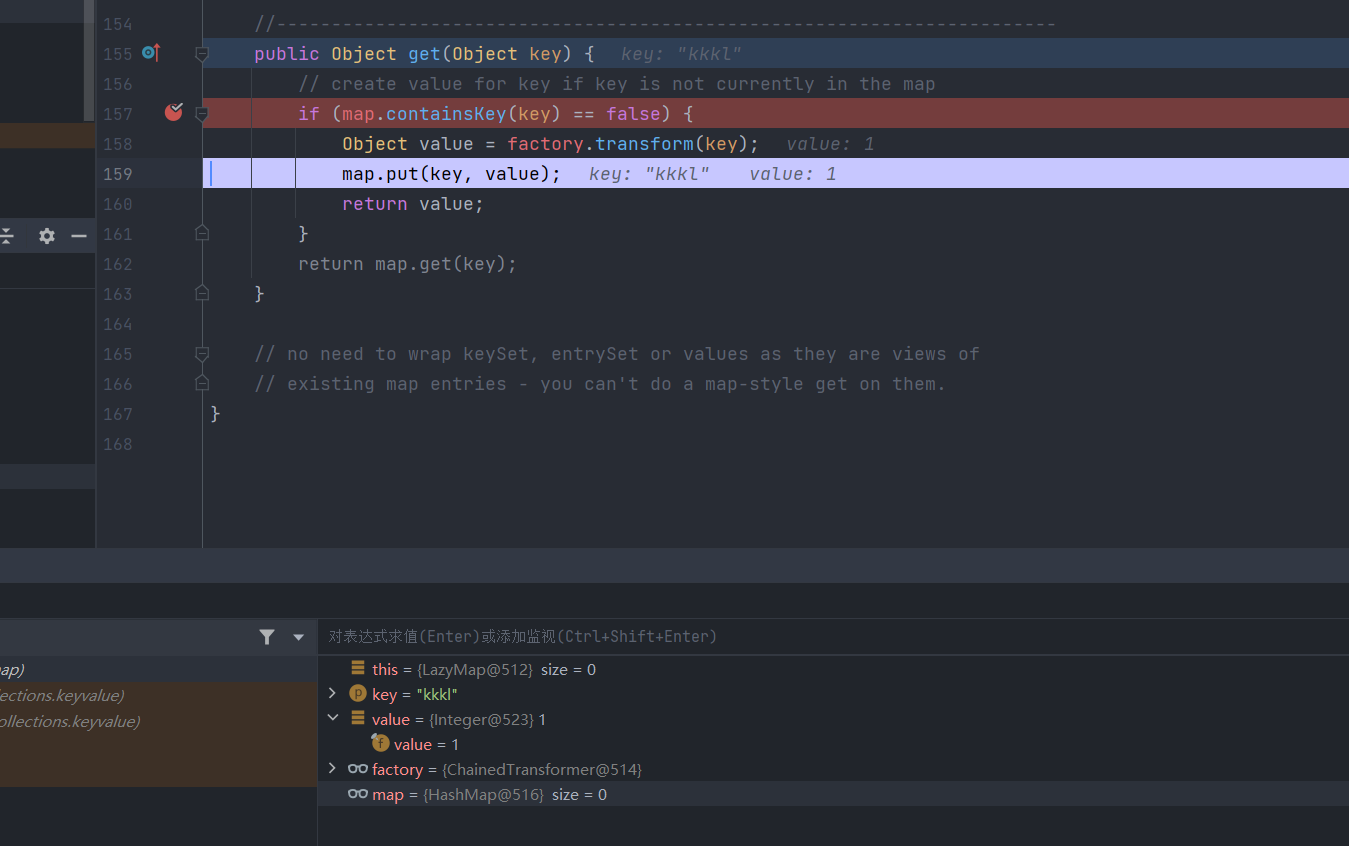 154 //-----------------------------------------------------------------------
155 public Object get(Object key) { key: "kkkl"
156 // create value for key if key is not currently in the map
157 if (map.containsKey(key) == false) {
158 Object value = factory.transform(key); value: 1
159 map.put(key, value); key: "kkkl" value: 1
160 return value;
161 }
162 return map.get(key);
163 }
164
165 // no need to wrap keySet, entrySet or values as they are views of
166 // existing map entries - you can't do a map-style get on them.
167 }
168
对表达式求值(Enter)或添加监视(Ctrl+Shift+Enter)
ap)
ections.keyvalue)
ollections.keyvalue)
this = {LazyMap@512} size = 0
p key = "kkkl"
value = {Integer@523} 1
f value = 1
factory = {ChainedTransformer@514}
map = {HashMap@516} size = 0